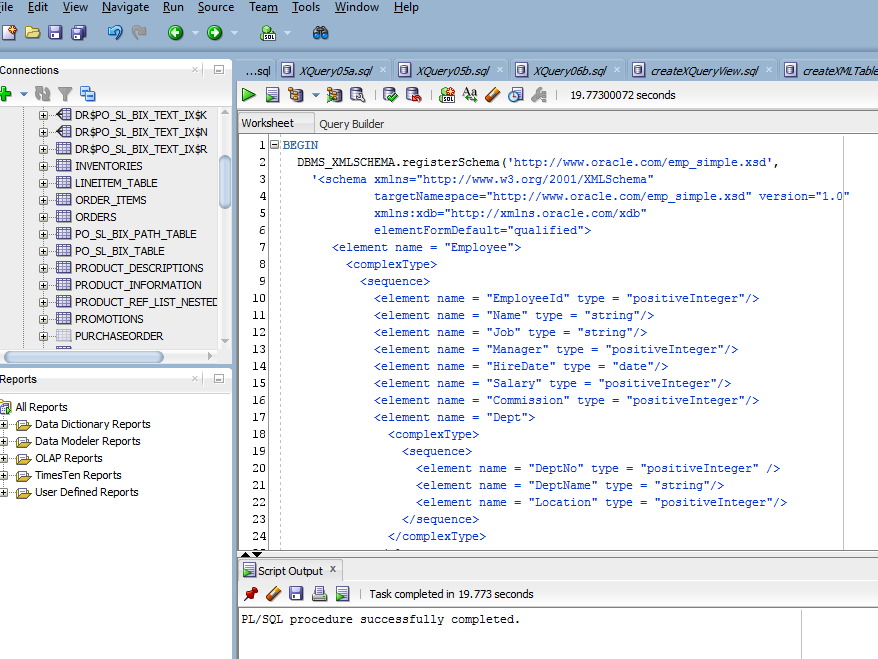 ile Edit View Navigate Run Source Team Tools Window Help
Connections
...sql XQuery05a.sql XQuery05b.sql XQuery06b.sql createXQueryView.sql createXMLTable
19.77300072 seconds
DR$PO_SL_BIX_TEXT_IX$K
DR$PO_SL_BIX_TEXT_IX$N
DR$PO_SL_BIX_TEXT_IX$R
INVENTORIES
LINEITEM_TABLE
ORDER_ITEMS
ORDERS
PO_SL_BIX_PATH_TABLE
PO_SL_BIX_TABLE
PRODUCT_DESCRIPTIONS
PRODUCT_INFORMATION
PRODUCT_REF_LIST_NESTED
PROMOTIONS
PURCHASEORDER
Reports
All Reports
Data Dictionary Reports
Data Modeler Reports
OLAP Reports
TimesTen Reports
User Defined Reports
Worksheet Query Builder
1 BEGIN
2 DBMS_XMLSCHEMA.registerSchema('http://www.oracle.com/emp_simple.xsd',
3 '<schema xmlns="http://www.w3.org/2001/XMLSchema"
4 targetNamespace="http://www.oracle.com/emp_simple.xsd" version="1.0"
5 xmlns:xdb="http://xmlns.oracle.com/xdb"
6 elementFormDefault="qualified">
7 <element name = "Employee">
8 <complexType>
9 <sequence>
10 <element name = "EmployeeId" type = "positiveInteger"/>
11 <element name = "Name" type = "string"/>
12 <element name = "Job" type = "string"/>
13 <element name = "Manager" type = "positiveInteger"/>
14 <element name = "HireDate" type = "date"/>
15 <element name = "Salary" type = "positiveInteger"/>
16 <element name = "Commission" type = "positiveInteger"/>
17 <element name = "Dept">
18 <complexType>
19 <sequence>
20 <element name = "DeptNo" type = "positiveInteger" />
21 <element name = "DeptName" type = "string"/>
22 <element name = "Location" type = "positiveInteger"/>
23 </sequence>
24 </complexType>
Script Output x
Task completed in 19.773 seconds
PL/SQL procedure successfully completed.